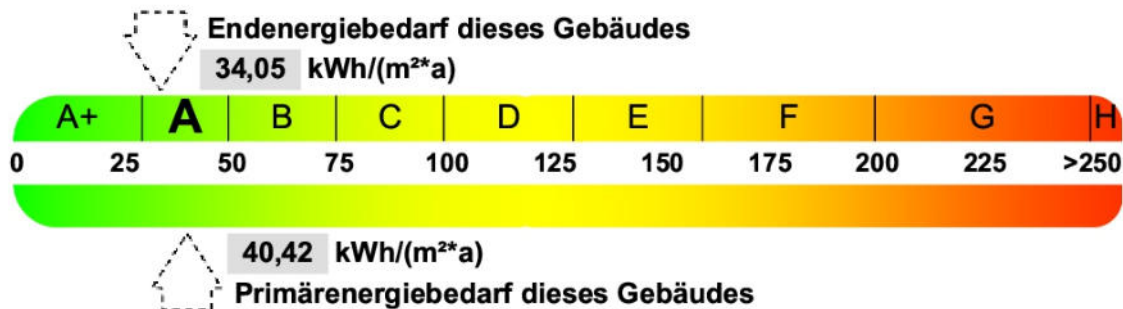 Endenergiebedarf dieses Gebäudes
34,05 kWh/(m²*a)
A+ A B C D E F G H
0 25 50 75 100 125 150 175 200 225 >250
40,42 kWh/(m²*a)
Primärenergiebedarf dieses Gebäudes